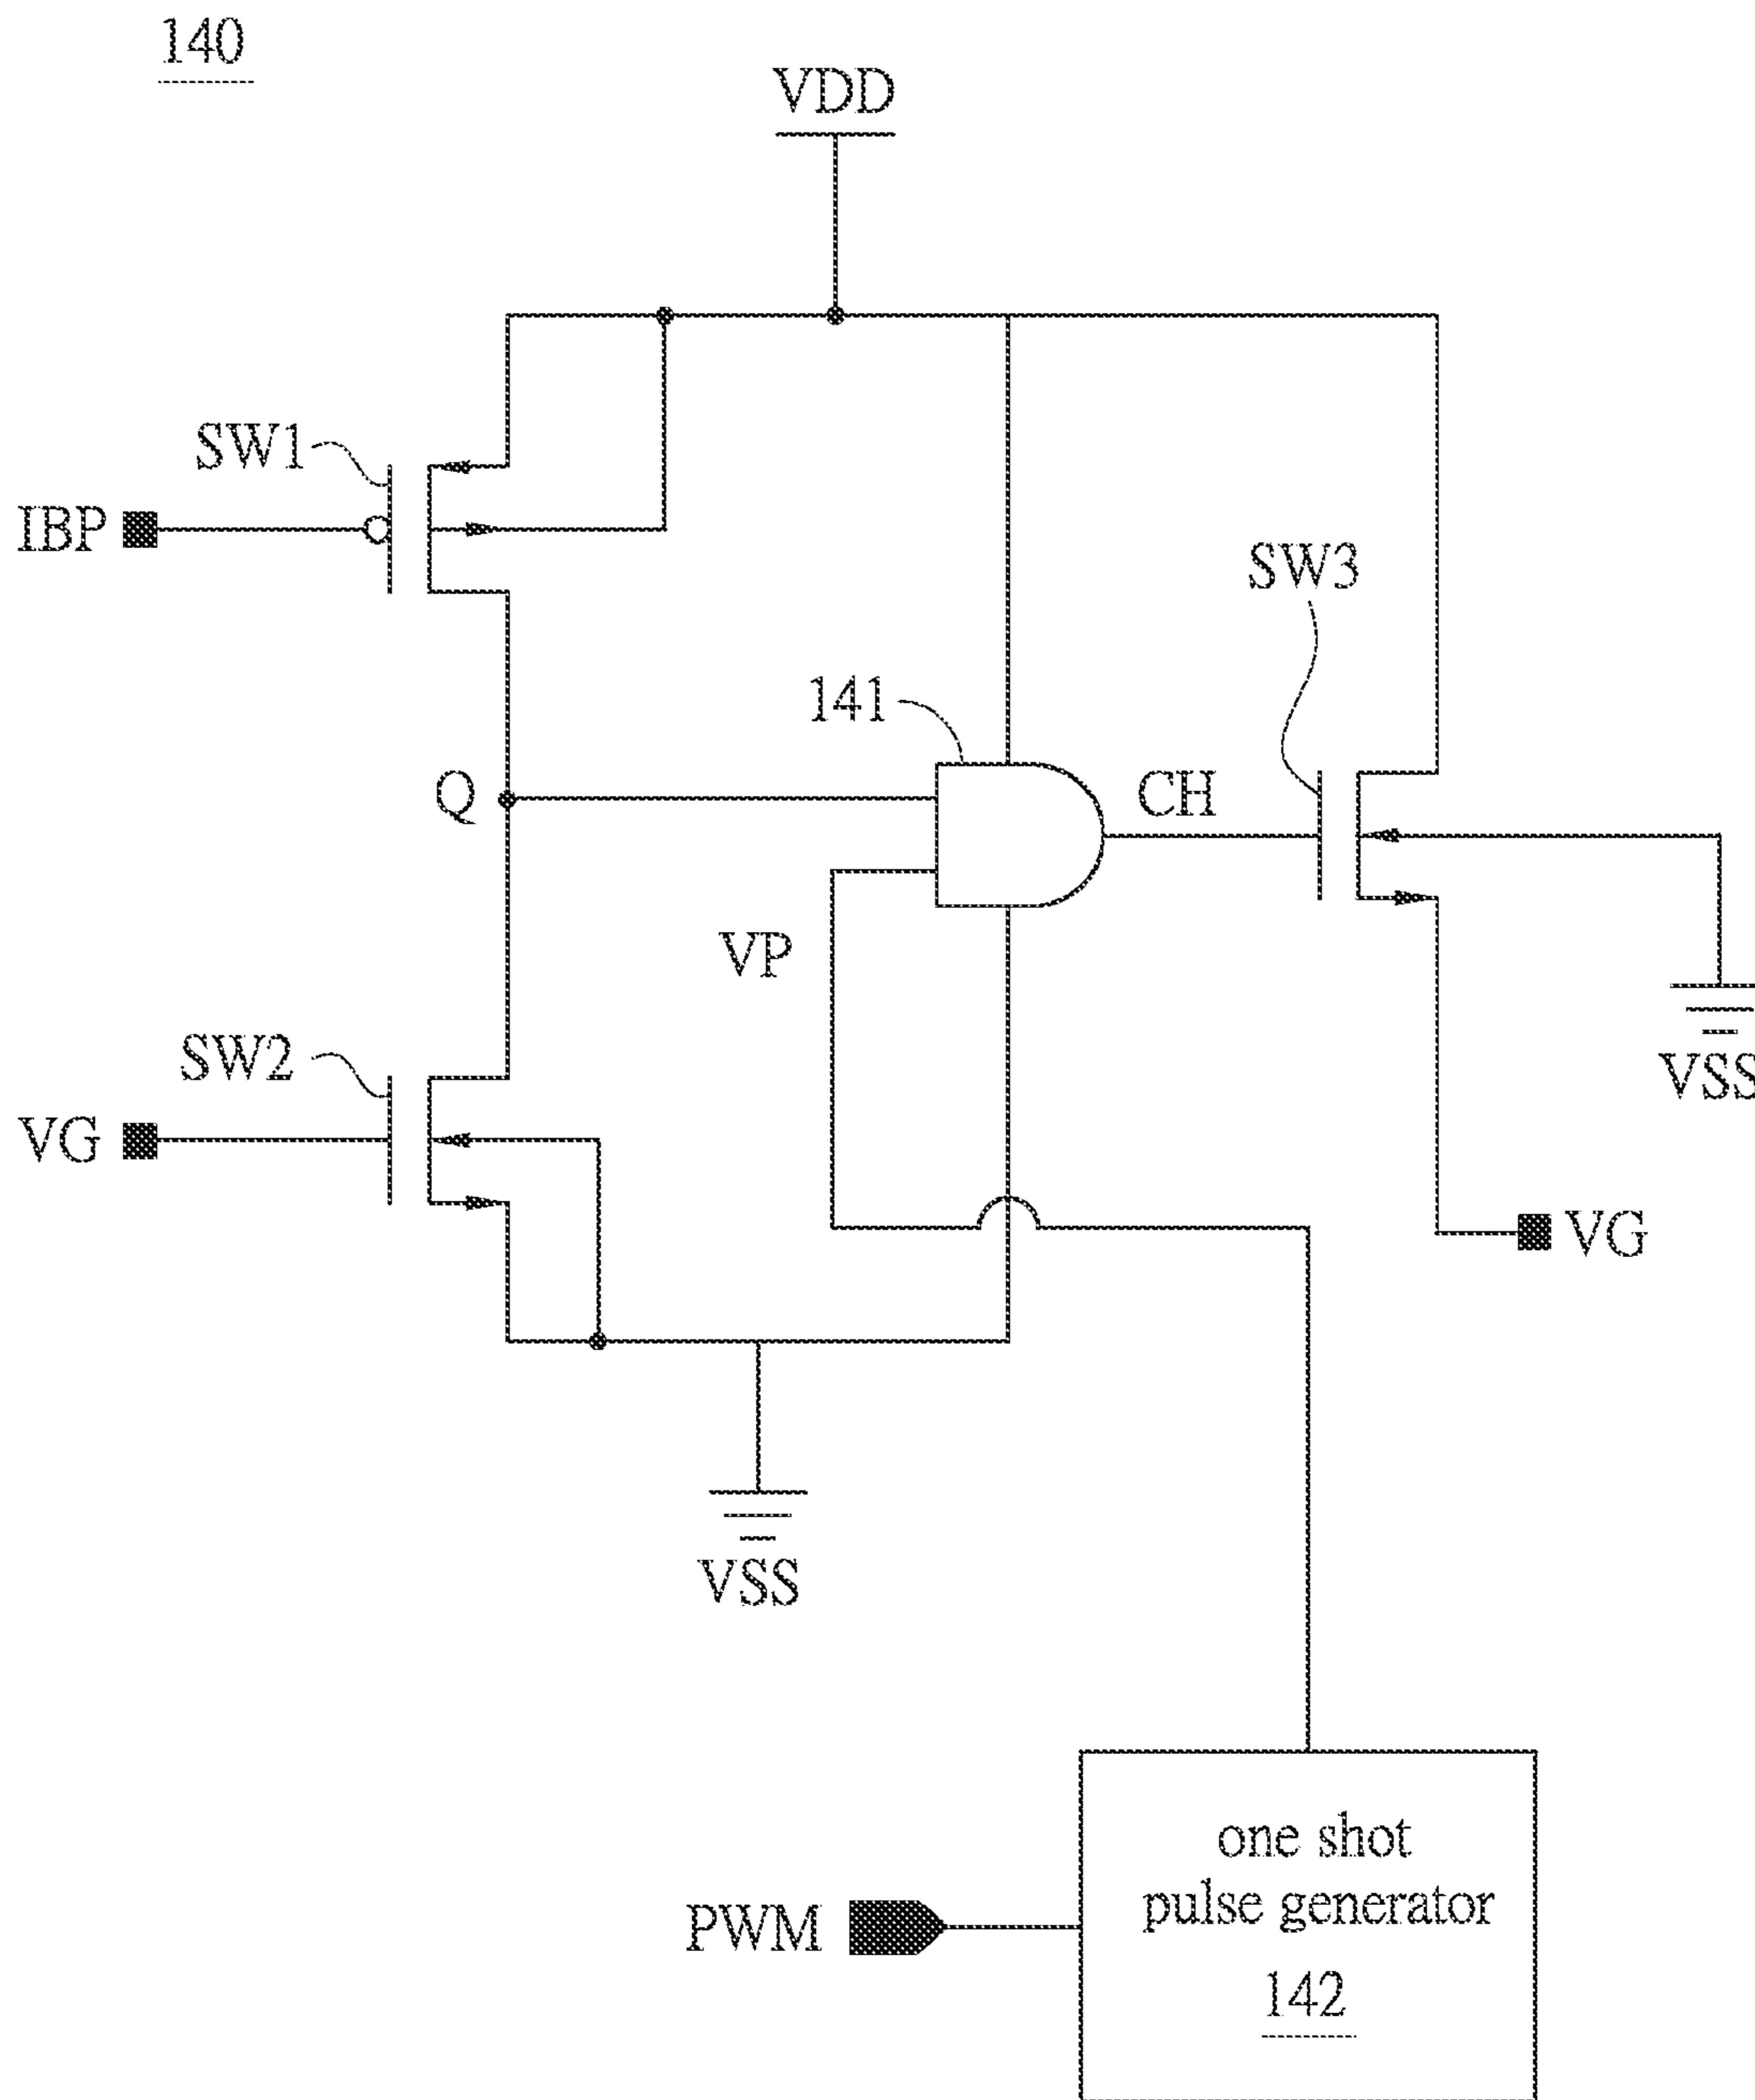 140
VDD
SW1
IBP
SW3
141
Q
CH
VP
SW2
VSS
VG
VG
VSS
one shot
pulse generator
PWM
142